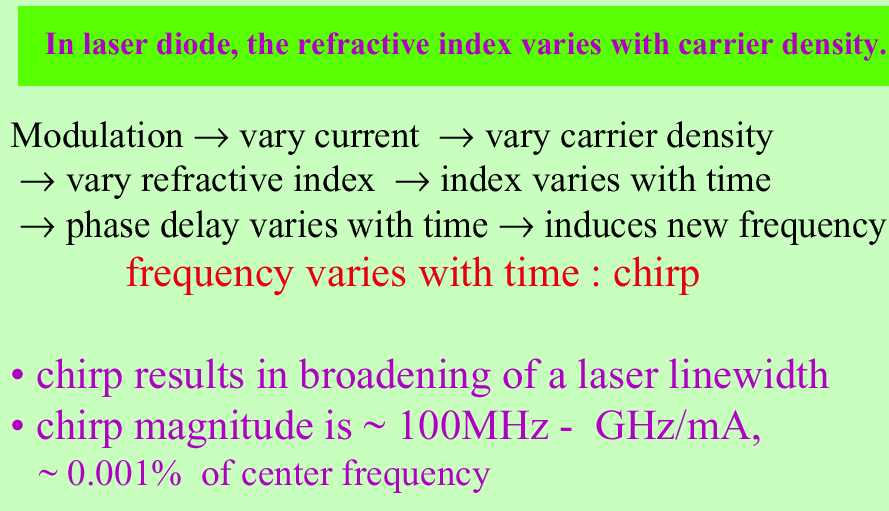 In laser diode, the refractive index varies with carrier density.
Modulation → vary current → vary carrier density
→ vary refractive index → index varies with time
→ phase delay varies with time → induces new frequency
frequency varies with time : chirp
• chirp results in broadening of a laser linewidth
• chirp magnitude is ~ 100MHz - GHz/mA,
~ 0.001% of center frequency